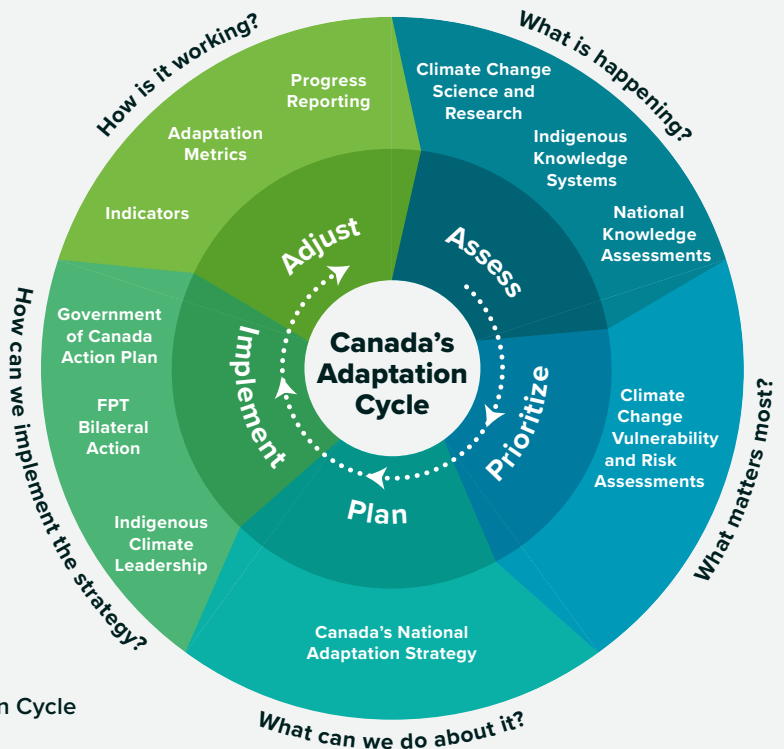 Canada's
Adaptation
Cycle
What is happening?
Assess
Climate Change
Science and
Research
Indigenous
Knowledge
Systems
National
Knowledge
Assessments
What matters most?
Prioritize
Climate
Change
Vulnerability
and Risk
Assessments
What can we do about it?
Plan
Canada's National
Adaptation Strategy
How can we implement the strategy?
Implement
Government
of Canada
Action Plan
FPT
Bilateral
Action
Indigenous
Climate
Leadership
How is it working?
Adjust
Progress
Reporting
Adaptation
Metrics
Indicators
n Cycle